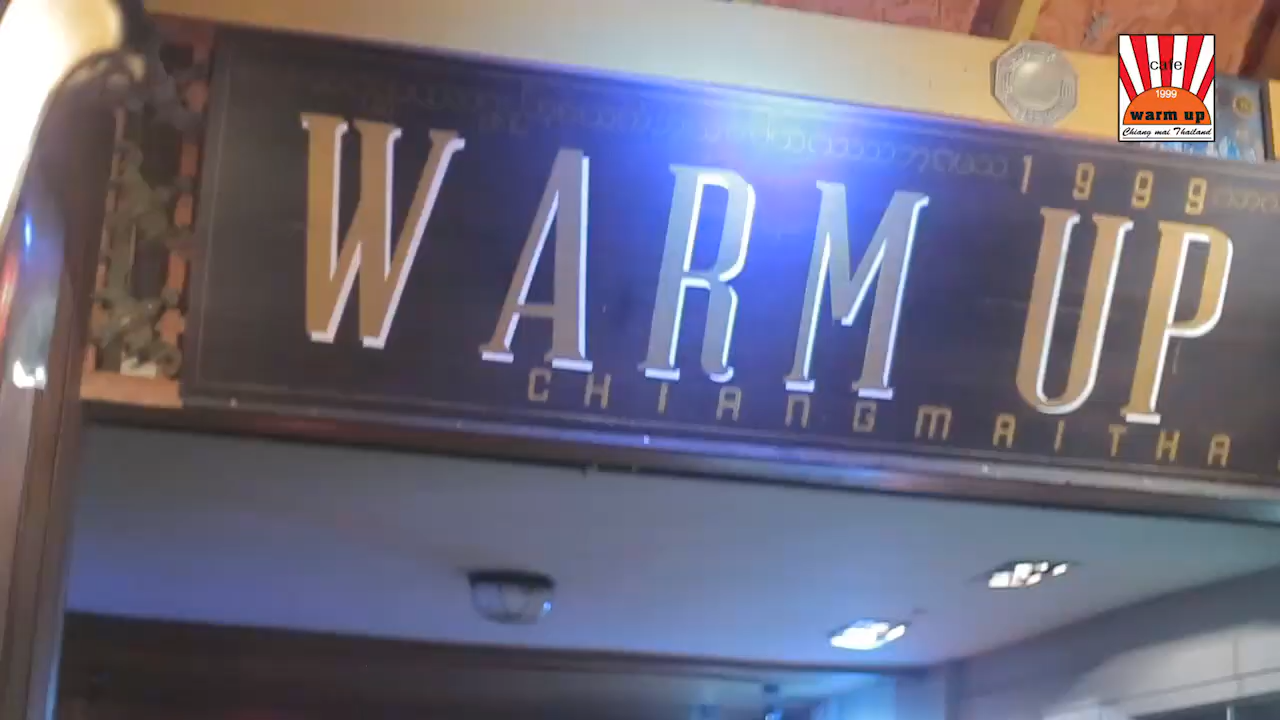 cafe
1999
warm up
Chiang mai Thailand
1999
WARM UP
CHIANGMAITHA